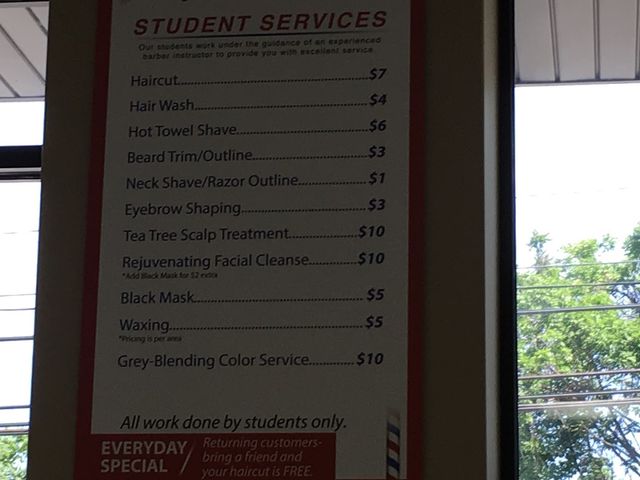 STUDENT SERVICES
Our students work under the guidance of an experienced
barber instructor to provide you with excellent service.
Haircut..........................................$7
Hair Wash.....................................$4
Hot Towel Shave............................$6
Beard Trim/Outline........................$3
Neck Shave/Razor Outline..............$1
Eyebrow Shaping..........................$3
Tea Tree Scalp Treatment..............$10
Rejuvenating Facial Cleanse...........$10
*Add Black Mask for $2 extra
Black Mask....................................$5
Waxing..........................................$5
*Pricing is per area
Grey-Blending Color Service...........$10
All work done by students only.
EVERYDAY SPECIAL / Returning customers-
bring a friend and
your haircut is FREE.